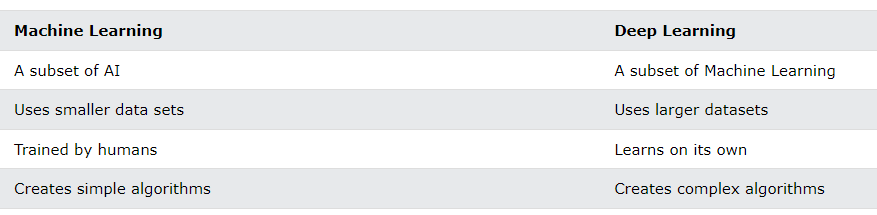 Machine Learning Deep Learning
A subset of AI A subset of Machine Learning
Uses smaller data sets Uses larger datasets
Trained by humans Learns on its own
Creates simple algorithms Creates complex algorithms